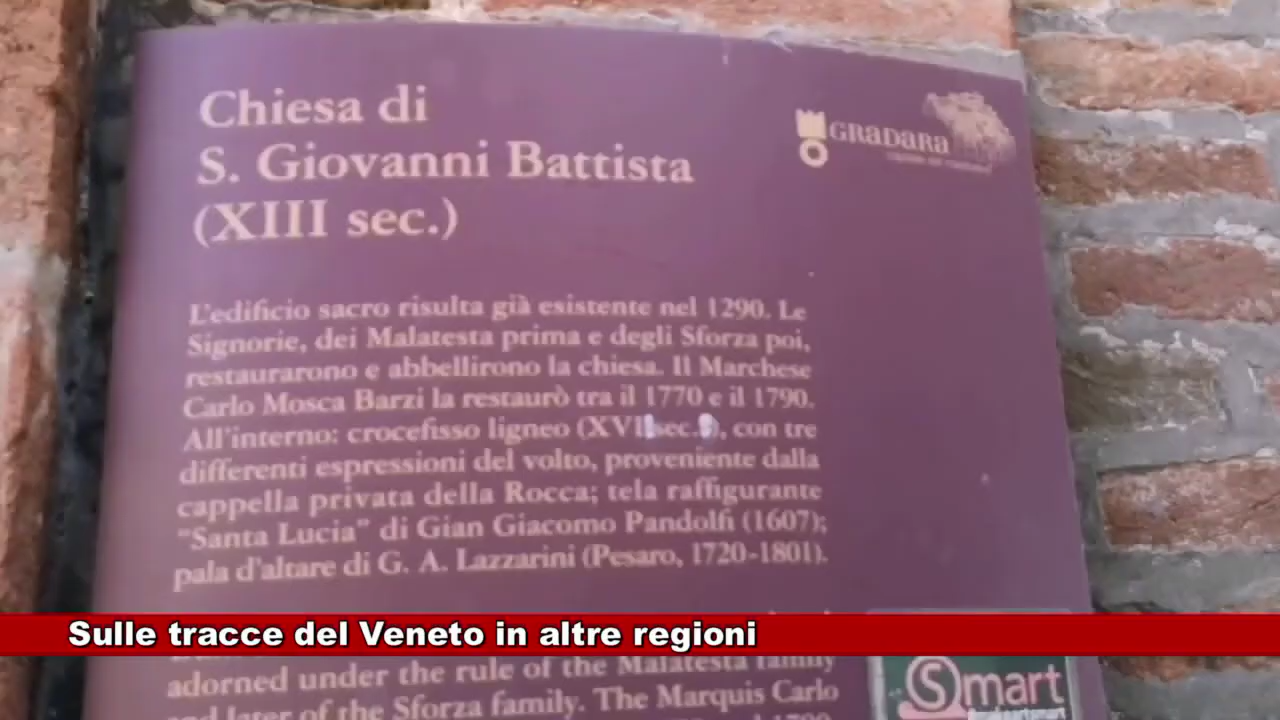 Chiesa di
S. Giovanni Battista
(XIII sec.)
GRADARA
L'edificio sacro risulta già esistente nel 1290. Le
Signorie, dei Malatesta prima e degli Sforza poi,
restaurarono e abbellirono la chiesa. Il Marchese
Carlo Mosca Barzi la restaurò tra il 1770 e il 1790.
All'interno: crocefisso ligneo (XVI sec.), con tre
differenti espressioni del volto, proveniente dalla
cappella privata della Rocca; tela raffigurante
"Santa Lucia" di Gian Giacomo Pandolfi (1607);
pala d'altare di G. A. Lazzarini (Pesaro, 1720-1801).
Sulle tracce del Veneto in altre regioni
adorned under the rule of the Malatesta family
and later of the Sforza family. The Marquis Carlo
Smart